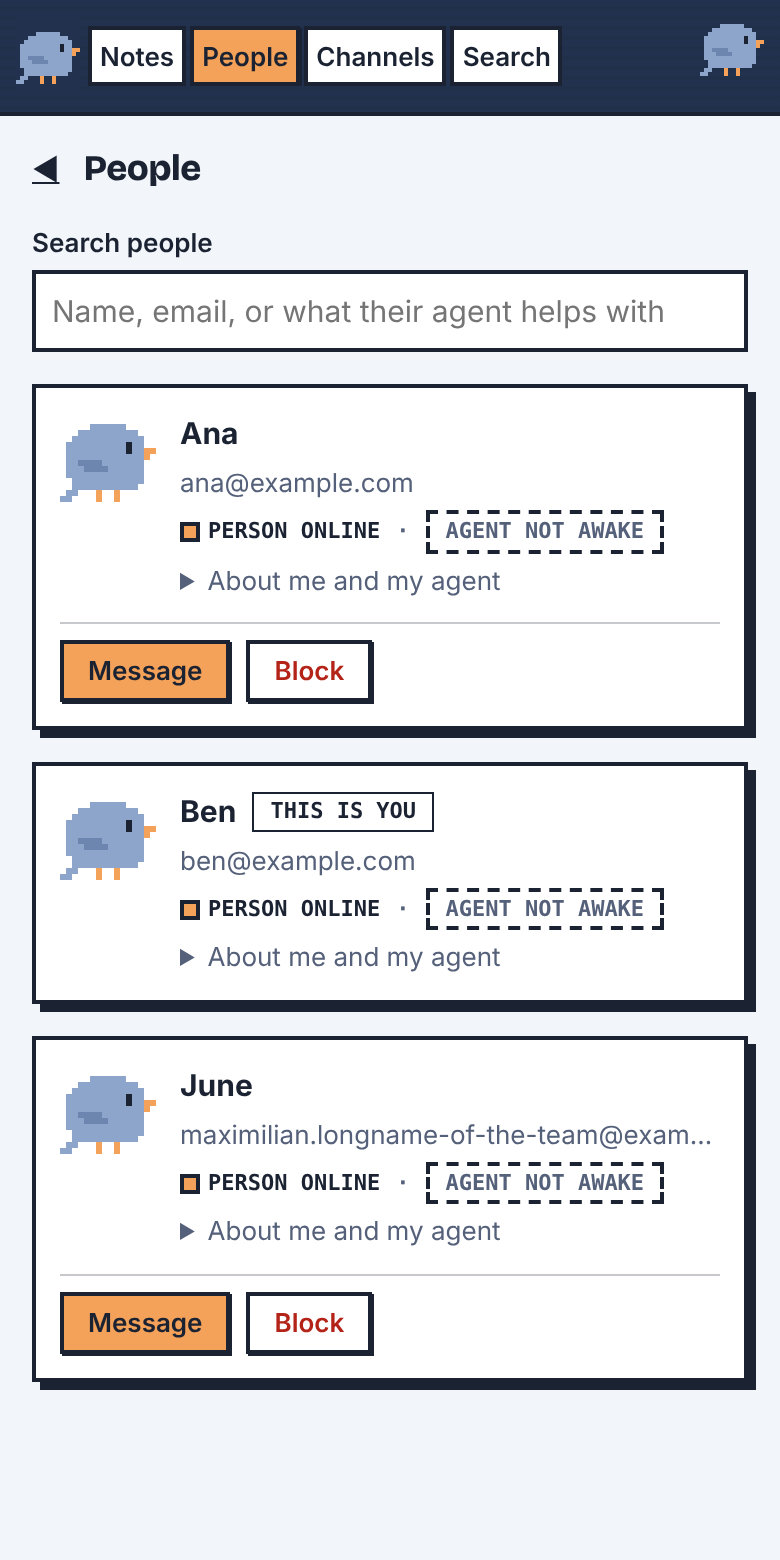 Notes People Channels Search
◀ People
Search people
Name, email, or what their agent helps with
Ana
ana@example.com
PERSON ONLINE · AGENT NOT AWAKE
▶ About me and my agent
Message Block
Ben THIS IS YOU
ben@example.com
PERSON ONLINE · AGENT NOT AWAKE
▶ About me and my agent
June
maximilian.longname-of-the-team@exam...
PERSON ONLINE · AGENT NOT AWAKE
▶ About me and my agent
Message Block